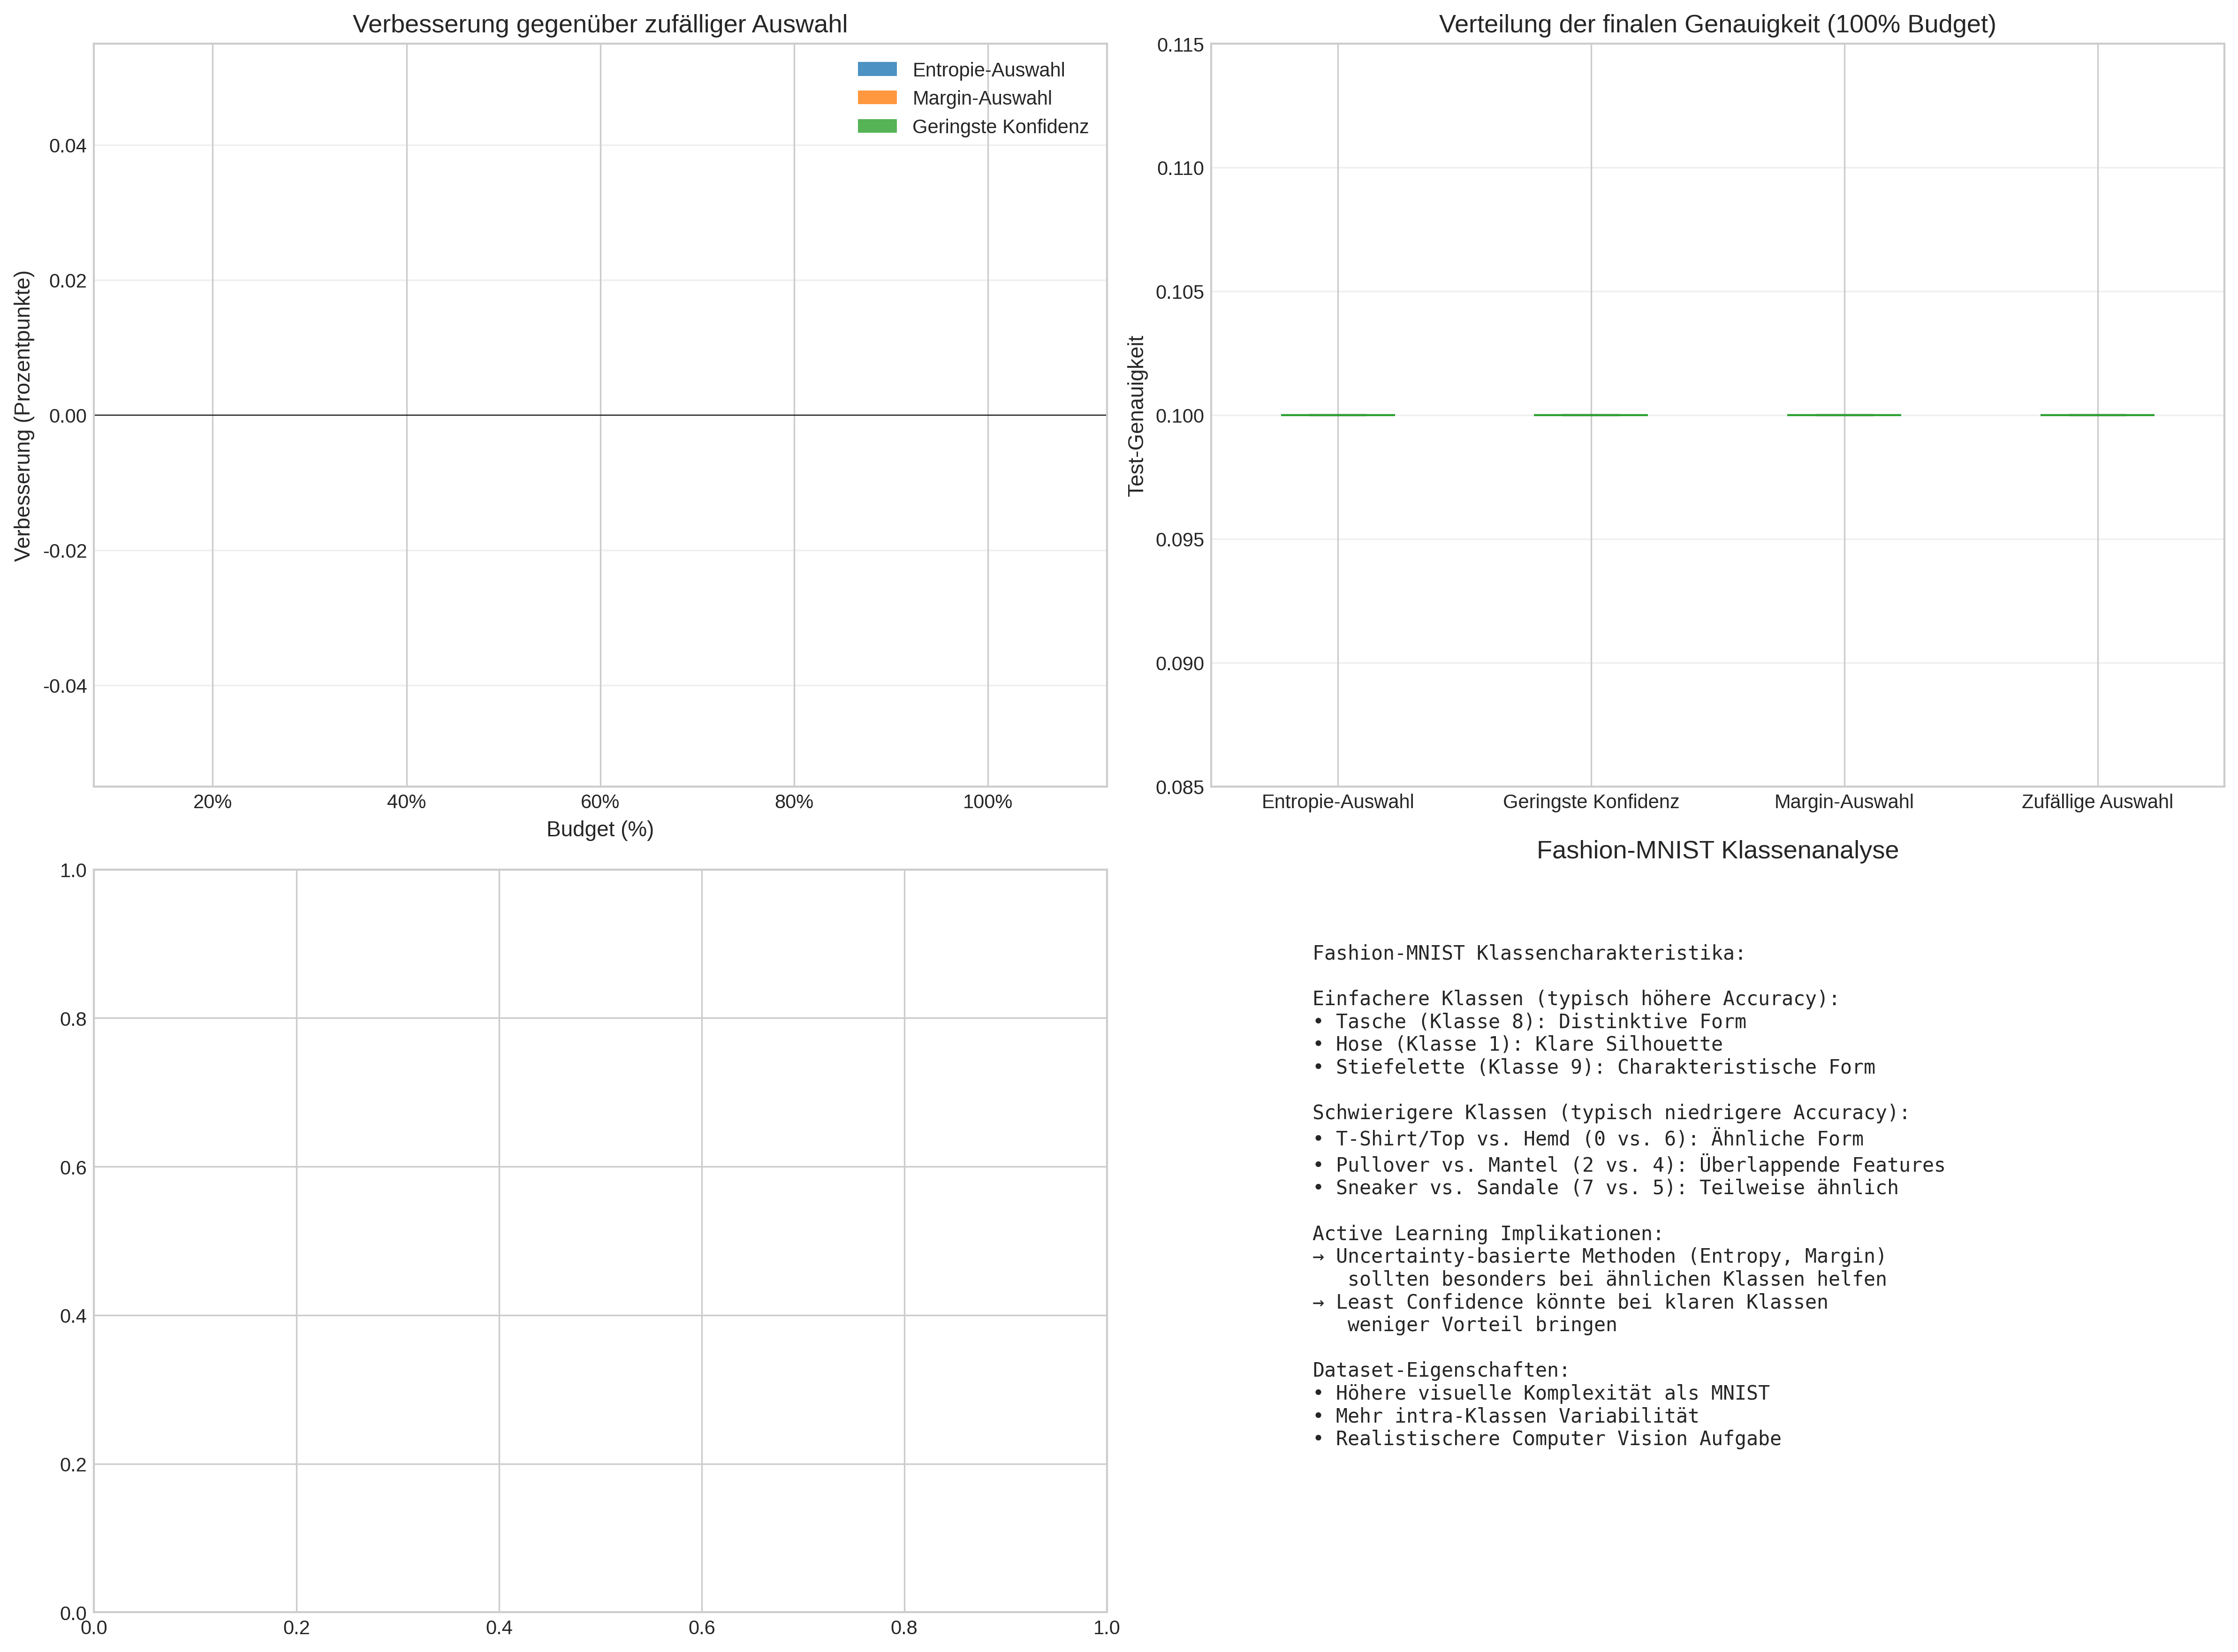 Verbesserung gegenüber zufälliger Auswahl
Entropie-Auswahl
Margin-Auswahl
Geringste Konfidenz
Verbesserung (Prozentpunkte)
0.04
0.02
0.00
-0.02
-0.04
20%
40%
60%
80%
100%
Budget (%)
Verteilung der finalen Genauigkeit (100% Budget)
Test-Genauigkeit
0.115
0.110
0.105
0.100
0.095
0.090
0.085
Entropie-Auswahl
Geringste Konfidenz
Margin-Auswahl
Zufällige Auswahl
1.0
0.8
0.6
0.4
0.2
0.0
0.0
0.2
0.4
0.6
0.8
1.0
Fashion-MNIST Klassenanalyse
Fashion-MNIST Klassencharakteristika:
Einfachere Klassen (typisch höhere Accuracy):
• Tasche (Klasse 8): Distinktive Form
• Hose (Klasse 1): Klare Silhouette
• Stiefelette (Klasse 9): Charakteristische Form
Schwierigere Klassen (typisch niedrigere Accuracy):
• T-Shirt/Top vs. Hemd (0 vs. 6): Ähnliche Form
• Pullover vs. Mantel (2 vs. 4): Überlappende Features
• Sneaker vs. Sandale (7 vs. 5): Teilweise ähnlich
Active Learning Implikationen:
→ Uncertainty-basierte Methoden (Entropy, Margin)
sollten besonders bei ähnlichen Klassen helfen
→ Least Confidence könnte bei klaren Klassen
weniger Vorteil bringen
Dataset-Eigenschaften:
• Höhere visuelle Komplexität als MNIST
• Mehr intra-Klassen Variabilität
• Realistischere Computer Vision Aufgabe